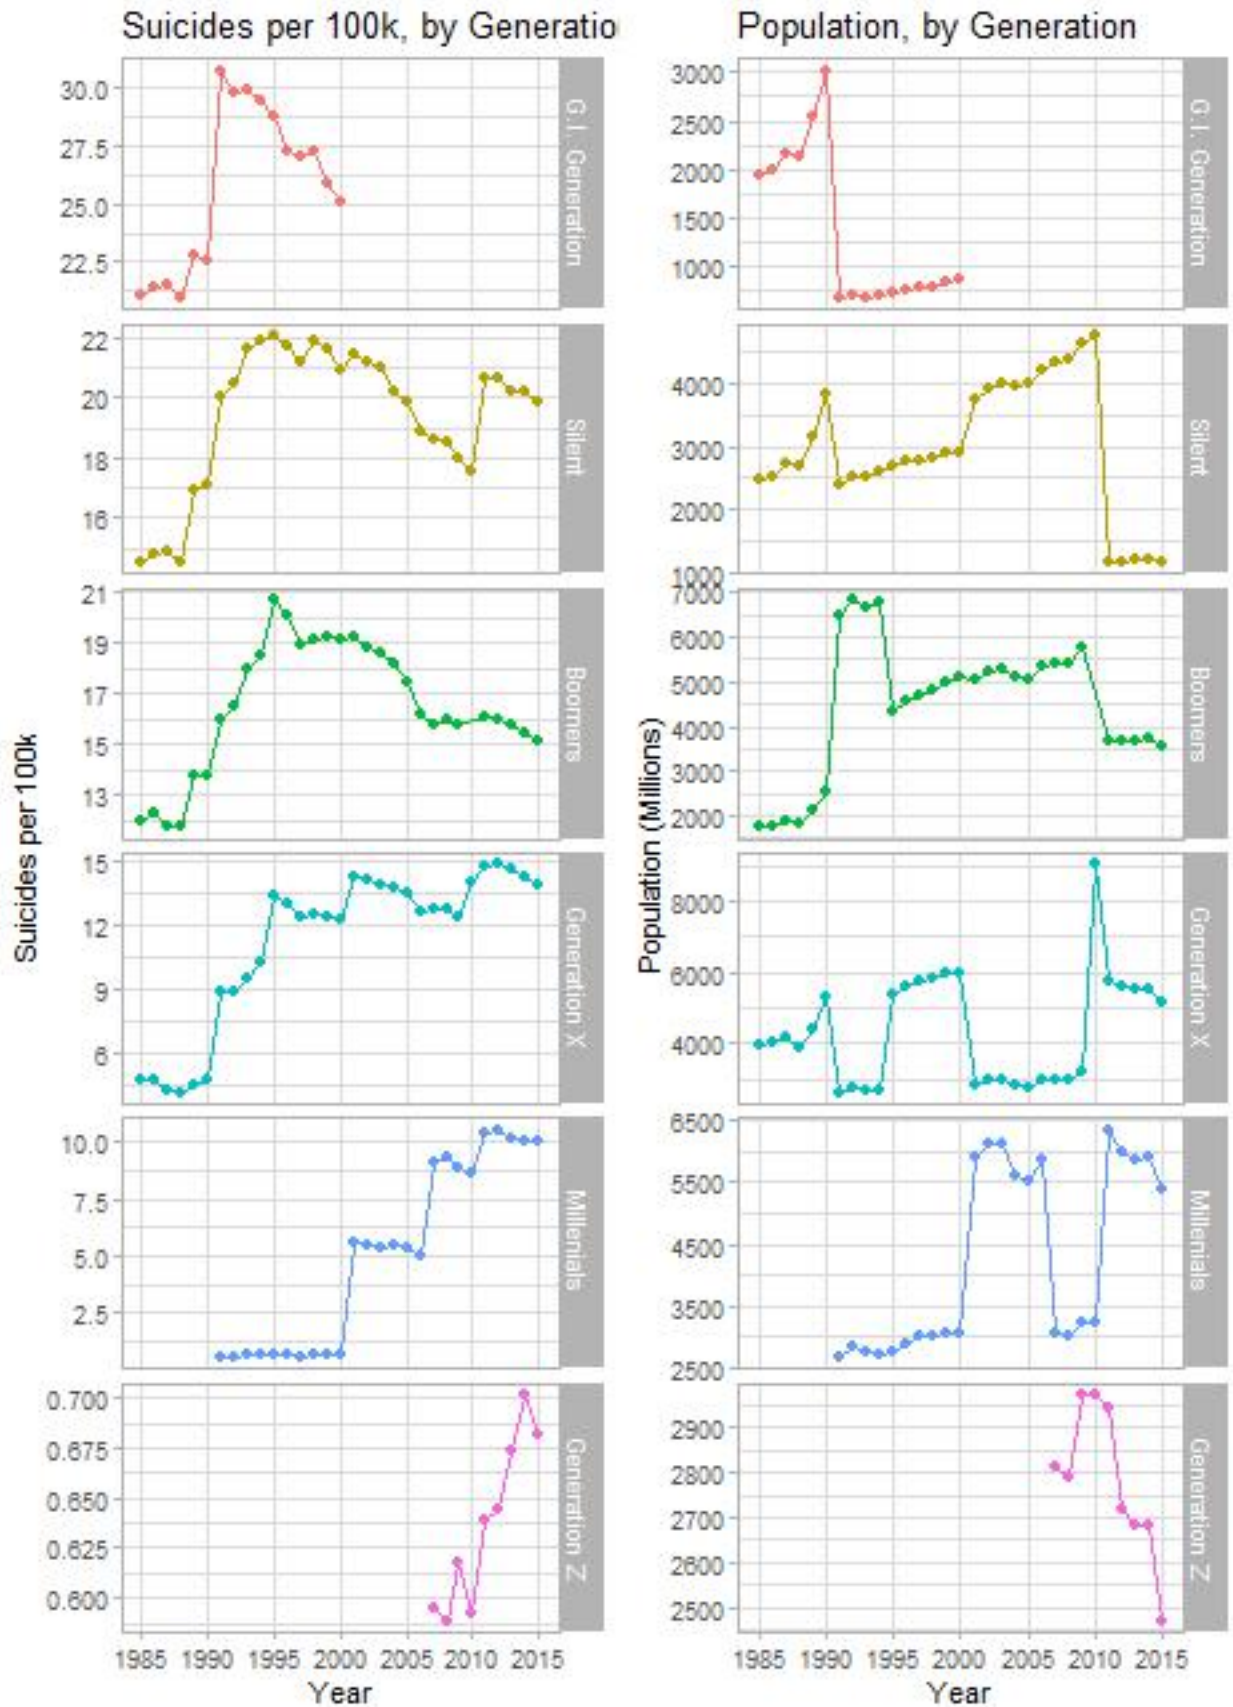 Suicides per 100k, by Generatio
Population, by Generation
Suicides per 100k
30.0
27.5
25.0
22.5
G.I. Generation
22
20
18
16
Silent
21
19
17
15
13
Boomers
15
12
9
6
Generation X
10.0
7.5
5.0
2.5
Millenials
0.700
0.675
0.650
0.625
0.600
Generation Z
1985 1990 1995 2000 2005 2010 2015
Year
Population (Millions)
3000
2500
2000
1500
1000
G.I. Generation
4000
3000
2000
1000
Silent
7000
6000
5000
4000
3000
2000
Boomers
8000
6000
4000
Generation X
6500
5500
4500
3500
2500
Millenials
2900
2800
2700
2600
2500
Generation Z
1985 1990 1995 2000 2005 2010 2015
Year